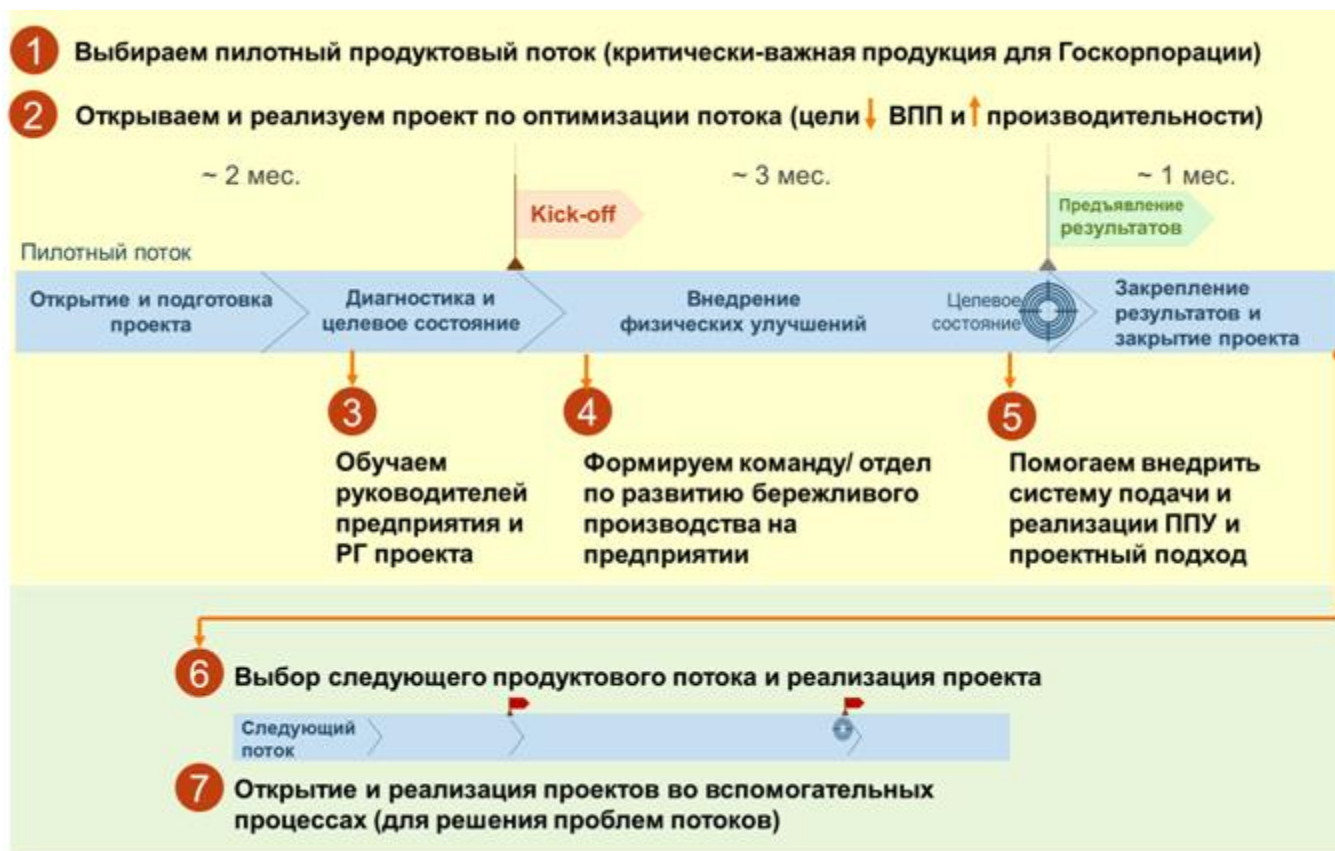 1 Выбираем пилотный продуктовый поток (критически-важная продукция для Госкорпорации)
2 Открываем и реализуем проект по оптимизации потока (цели ↓ ВПП и ↑ производительности)
~ 2 мес.
~ 3 мес.
~ 1 мес.
Kick-off
Предъявление
результатов
Пилотный поток
Открытие и подготовка
проекта
Диагностика и
целевое состояние
Внедрение
физических улучшений
Целевое
состояние
Закрепление
результатов и
закрытие проекта
3
Обучаем
руководителей
предприятия и
РГ проекта
4
Формируем команду/ отдел
по развитию бережливого
производства на
предприятии
5
Помогаем внедрить
систему подачи и
реализации ППУ и
проектный подход
6 Выбор следующего продуктового потока и реализация проекта
Следующий
поток
7 Открытие и реализация проектов во вспомогательных
процессах (для решения проблем потоков)